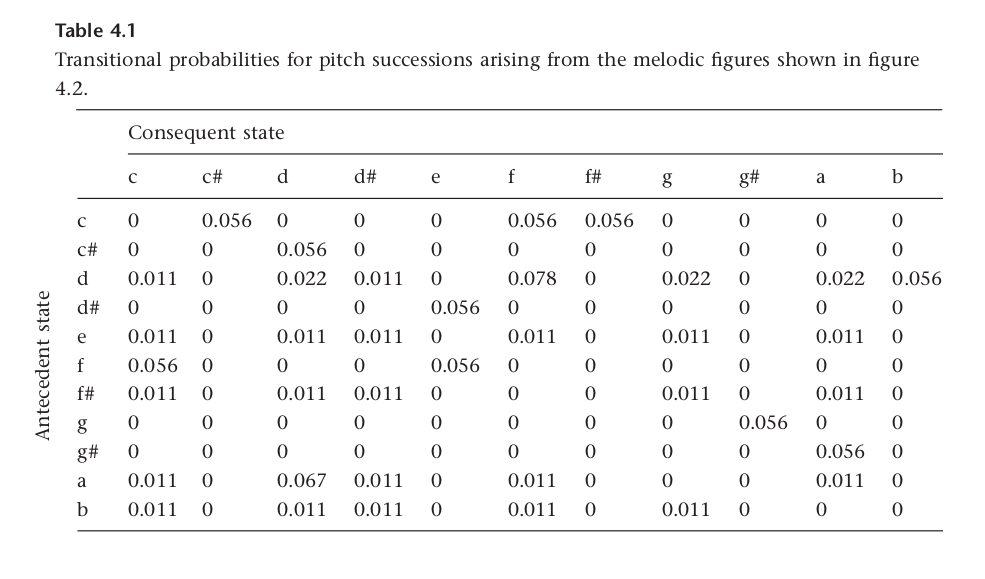 Table 4.1
Transitional probabilities for pitch successions arising from the melodic figures shown in figure
4.2.
Consequent state
c c# d d# e f f# g g# a b
Antecedent state
c 0 0.056 0 0 0 0.056 0.056 0 0 0 0
c# 0 0 0.056 0 0 0 0 0 0 0 0
d 0.011 0 0.022 0.011 0 0.078 0 0.022 0 0.022 0.056
d# 0 0 0 0 0.056 0 0 0 0 0 0
e 0.011 0 0.011 0.011 0 0.011 0 0.011 0 0.011 0
f 0.056 0 0 0 0.056 0 0 0 0 0 0
f# 0.011 0 0.011 0.011 0 0 0 0.011 0 0.011 0
g 0 0 0 0 0 0 0 0 0.056 0 0
g# 0 0 0 0 0 0 0 0 0 0.056 0
a 0.011 0 0.067 0.011 0 0.011 0 0 0 0.011 0
b 0.011 0 0.011 0.011 0 0.011 0 0.011 0 0 0